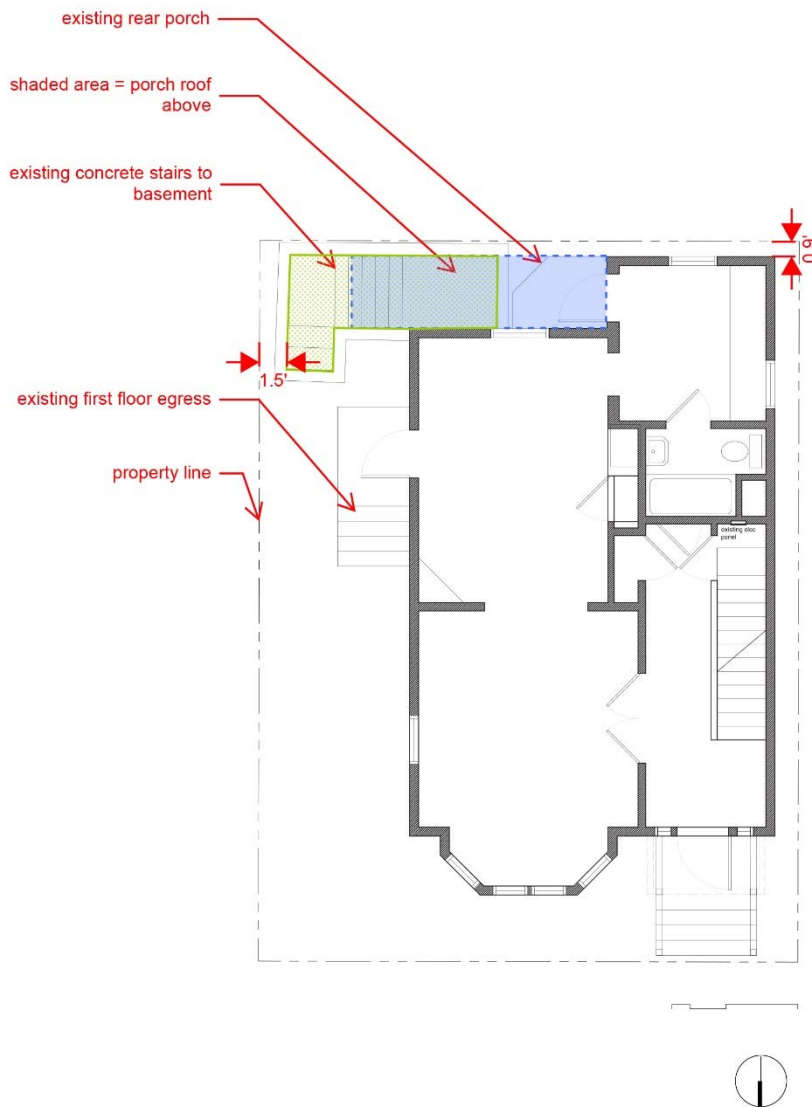 existing rear porch
shaded area = porch roof
above
existing concrete stairs to
basement
0.9'
1.5'
existing first floor egress
property line
existing elec
panel